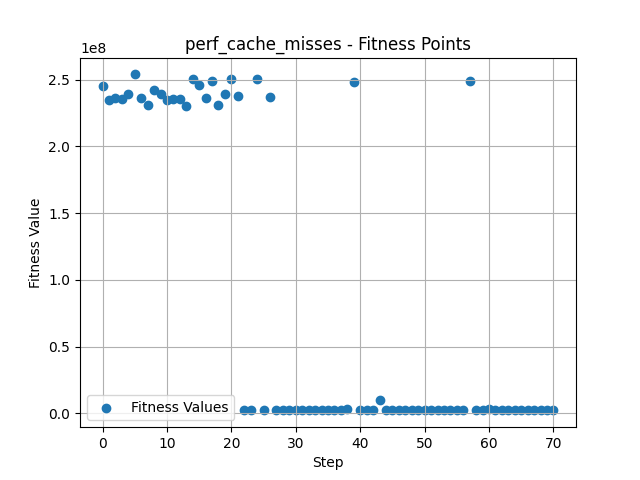 perf_cache_misses - Fitness Points
1e8
2.5
2.0
1.5
1.0
0.5
0.0
Fitness Value
Fitness Values
0 10 20 30 40 50 60 70
Step